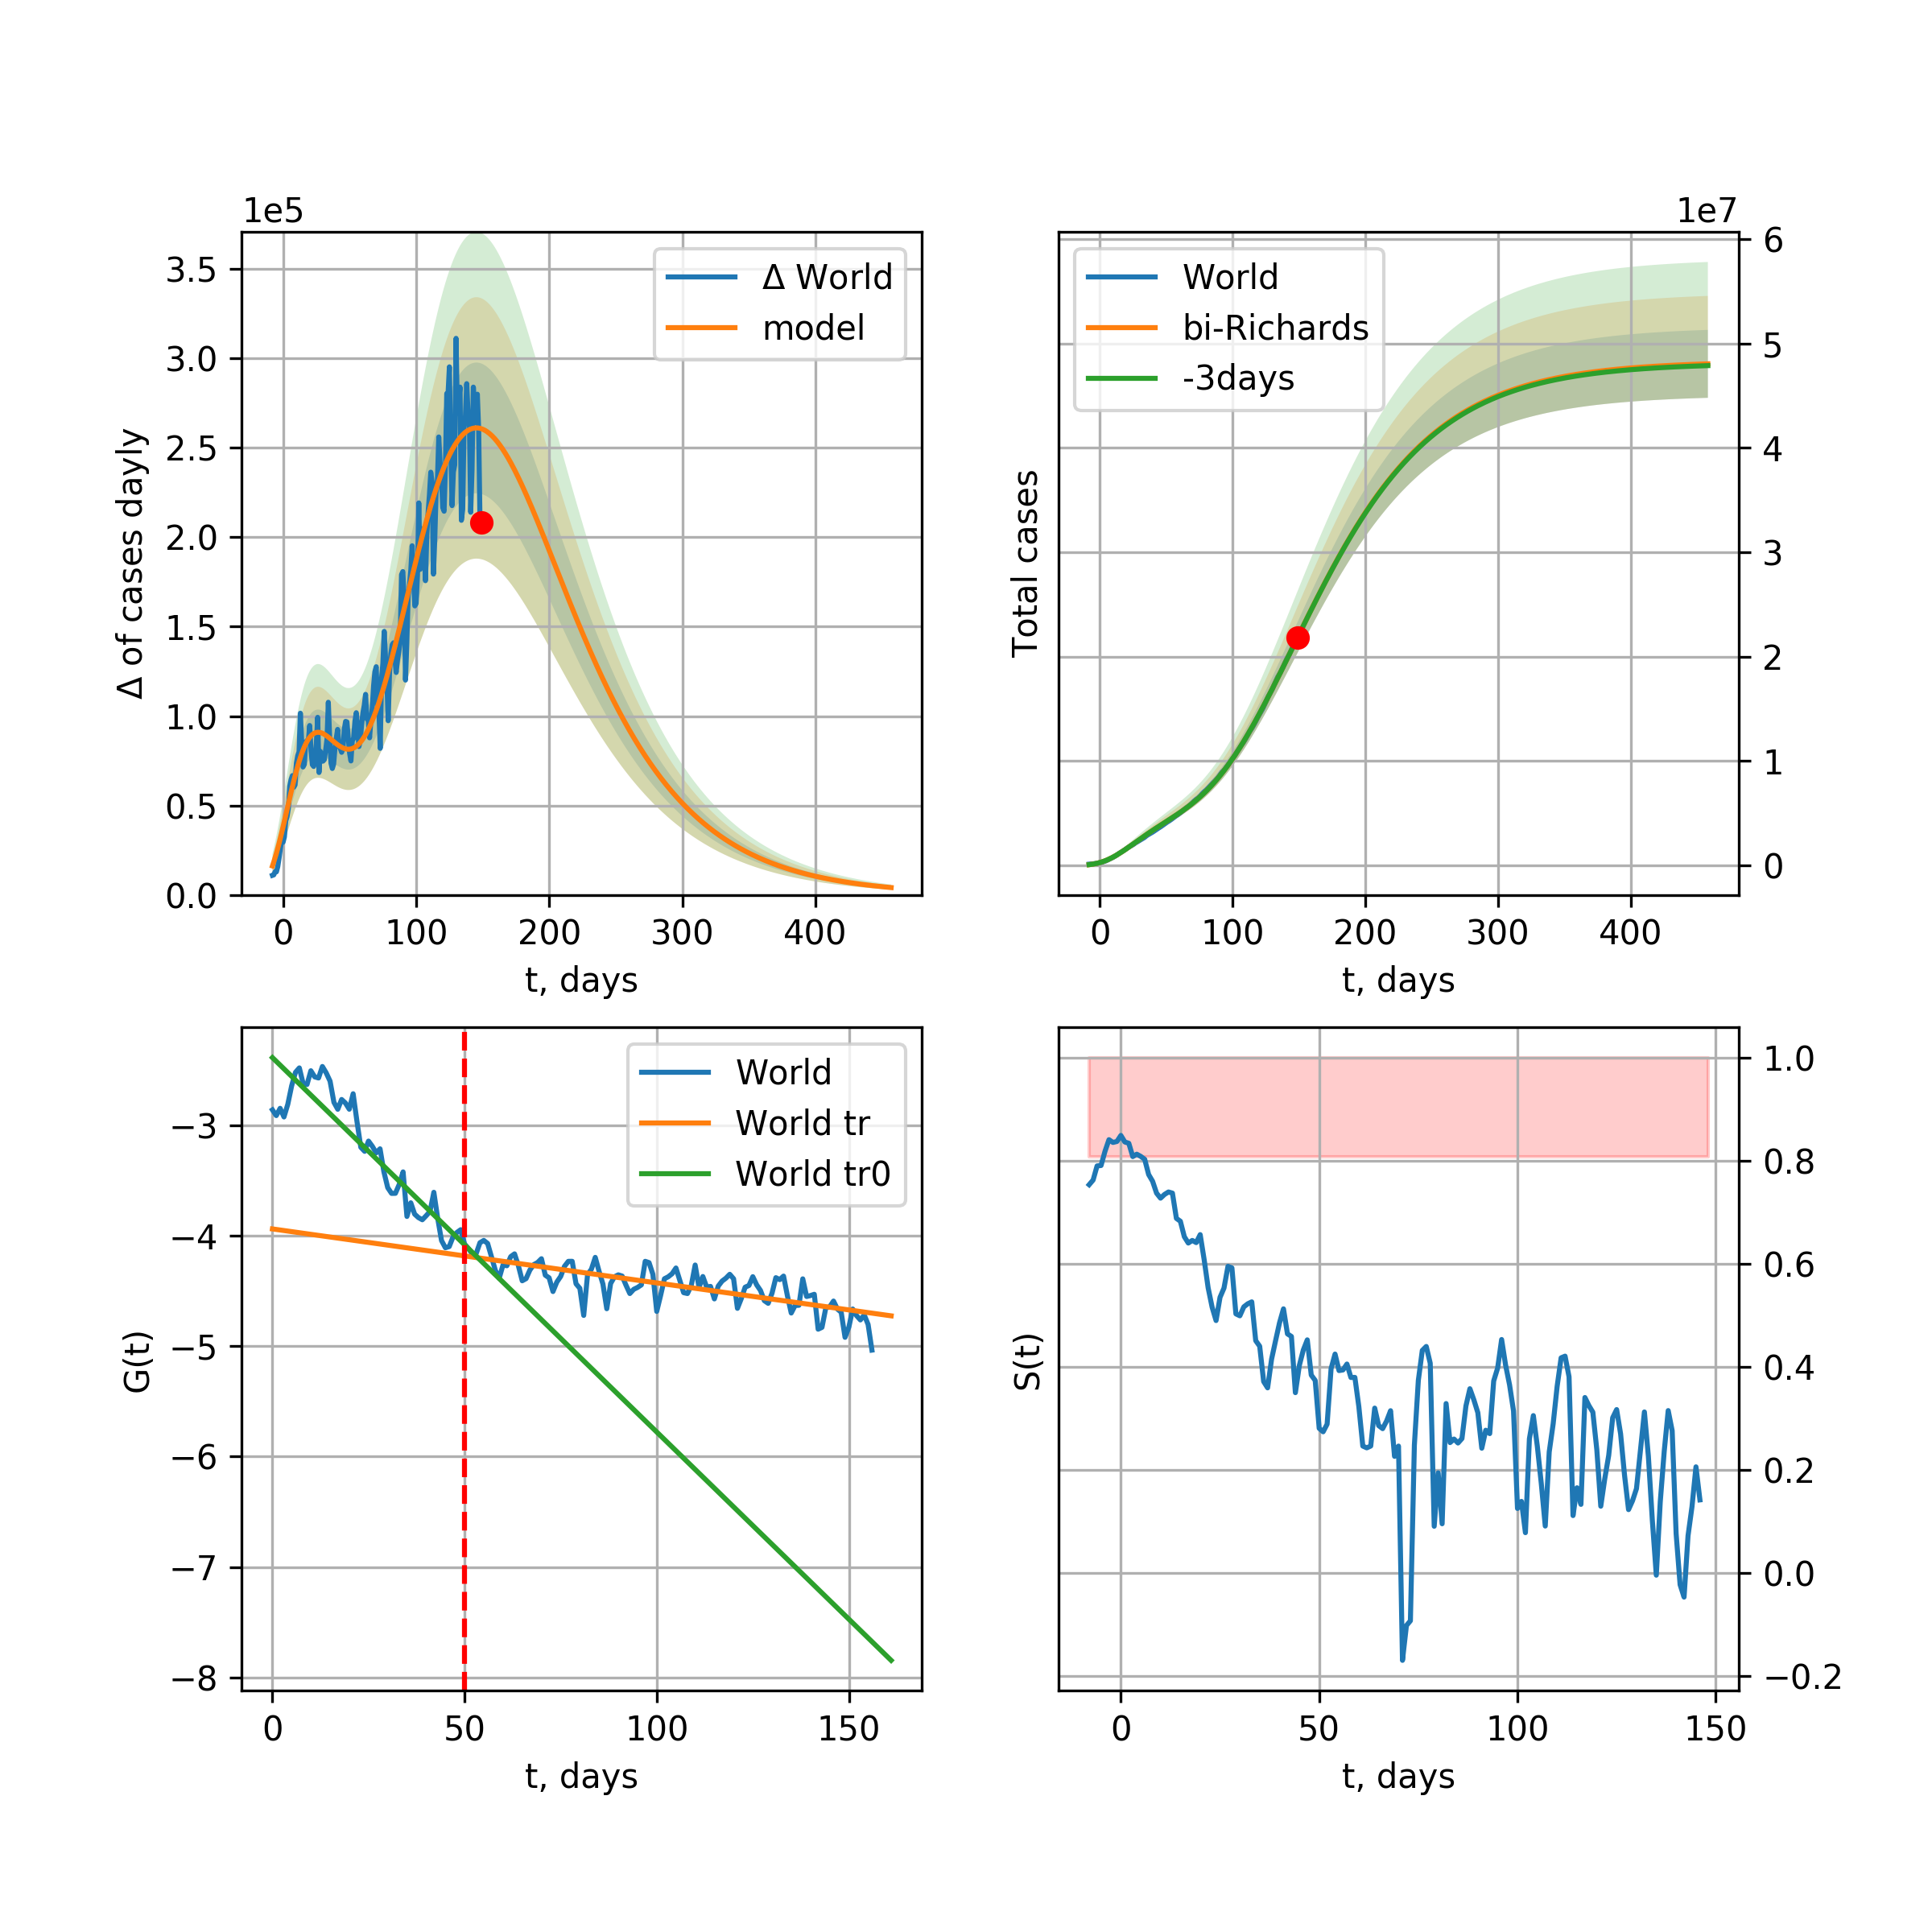 1e5
Δ of cases dayly
3.5
3.0
2.5
2.0
1.5
1.0
0.5
0.0
Δ World
model
0 100 200 300 400
t, days
1e7
Total cases
World
bi-Richards
-3days
6
5
4
3
2
1
0
0 100 200 300 400
t, days
G(t)
−3
−4
−5
−6
−7
−8
World
World tr
World tr0
0 50 100 150
t, days
S(t)
1.0
0.8
0.6
0.4
0.2
0.0
−0.2
0 50 100 150
t, days